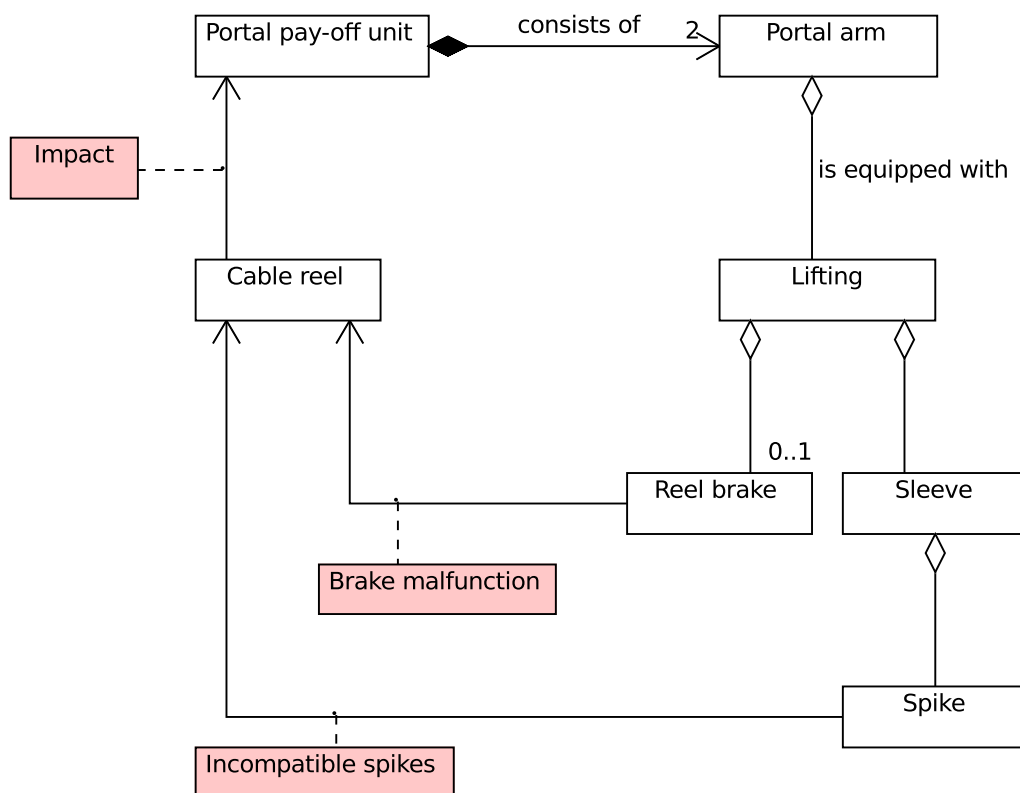 Portal pay-off unit
consists of
2
Portal arm
Impact
is equipped with
Cable reel
Lifting
0..1
Reel brake
Sleeve
Brake malfunction
Spike
Incompatible spikes